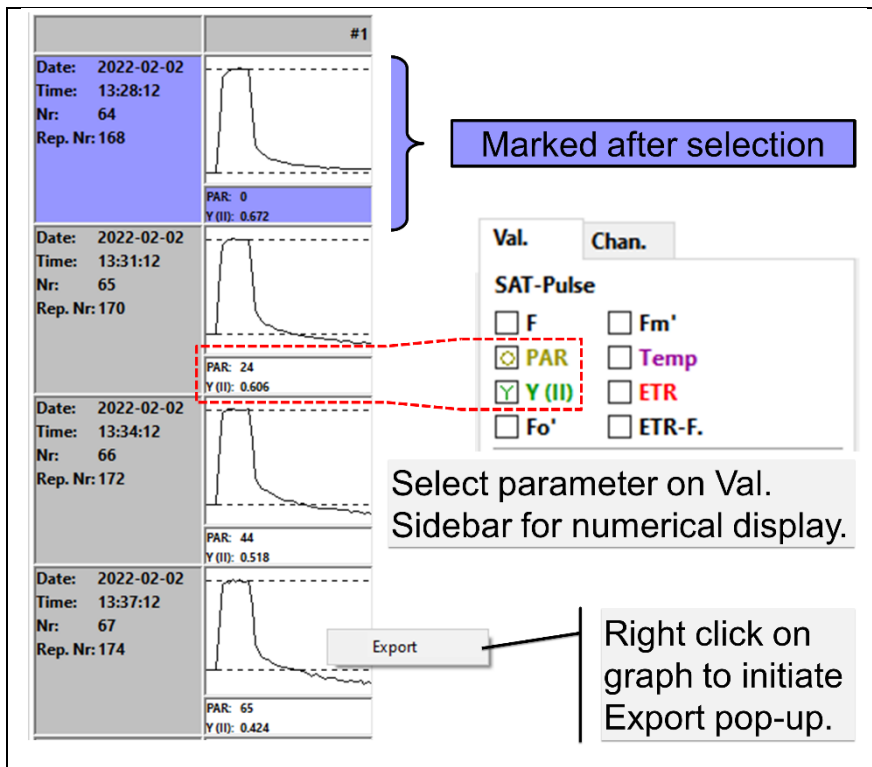 #1
Date: 2022-02-02
Time: 13:28:12
Nr: 64
Rep. Nr: 168
PAR: 0
Y (II): 0.672
Date: 2022-02-02
Time: 13:31:12
Nr: 65
Rep. Nr: 170
PAR: 24
Y (II): 0.606
Date: 2022-02-02
Time: 13:34:12
Nr: 66
Rep. Nr: 172
PAR: 44
Y (II): 0.518
Date: 2022-02-02
Time: 13:37:12
Nr: 67
Rep. Nr: 174
PAR: 65
Y (II): 0.424
Marked after selection
Val. Chan.
SAT-Pulse
F Fm'
PAR Temp
Y Y (II) ETR
Fo' ETR-F.
Select parameter on Val.
Sidebar for numerical display.
Export
Right click on
graph to initiate
Export pop-up.